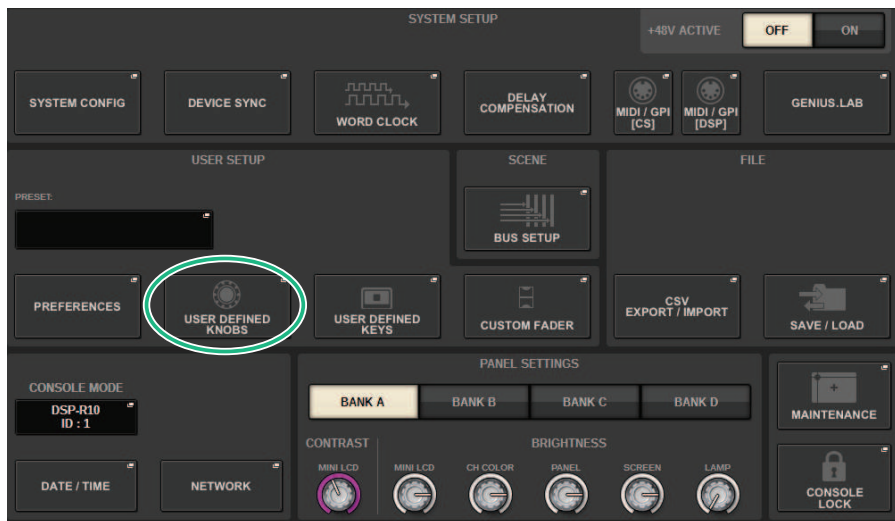 SYSTEM SETUP
+48V ACTIVE
OFF
ON
SYSTEM CONFIG
DEVICE SYNC
WORD CLOCK
DELAY
COMPENSATION
MIDI / GPI
[CS]
MIDI / GPI
[DSP]
GENIUS.LAB
USER SETUP
SCENE
FILE
PRESET:
BUS SETUP
PREFERENCES
USER DEFINED
KNOBS
USER DEFINED
KEYS
CUSTOM FADER
CSV
EXPORT / IMPORT
SAVE / LOAD
CONSOLE MODE
DSP-R10
ID : 1
PANEL SETTINGS
BANK A
BANK B
BANK C
BANK D
MAINTENANCE
CONTRAST
BRIGHTNESS
MINI LCD
MINI LCD
CH COLOR
PANEL
SCREEN
LAMP
DATE / TIME
NETWORK
CONSOLE
LOCK